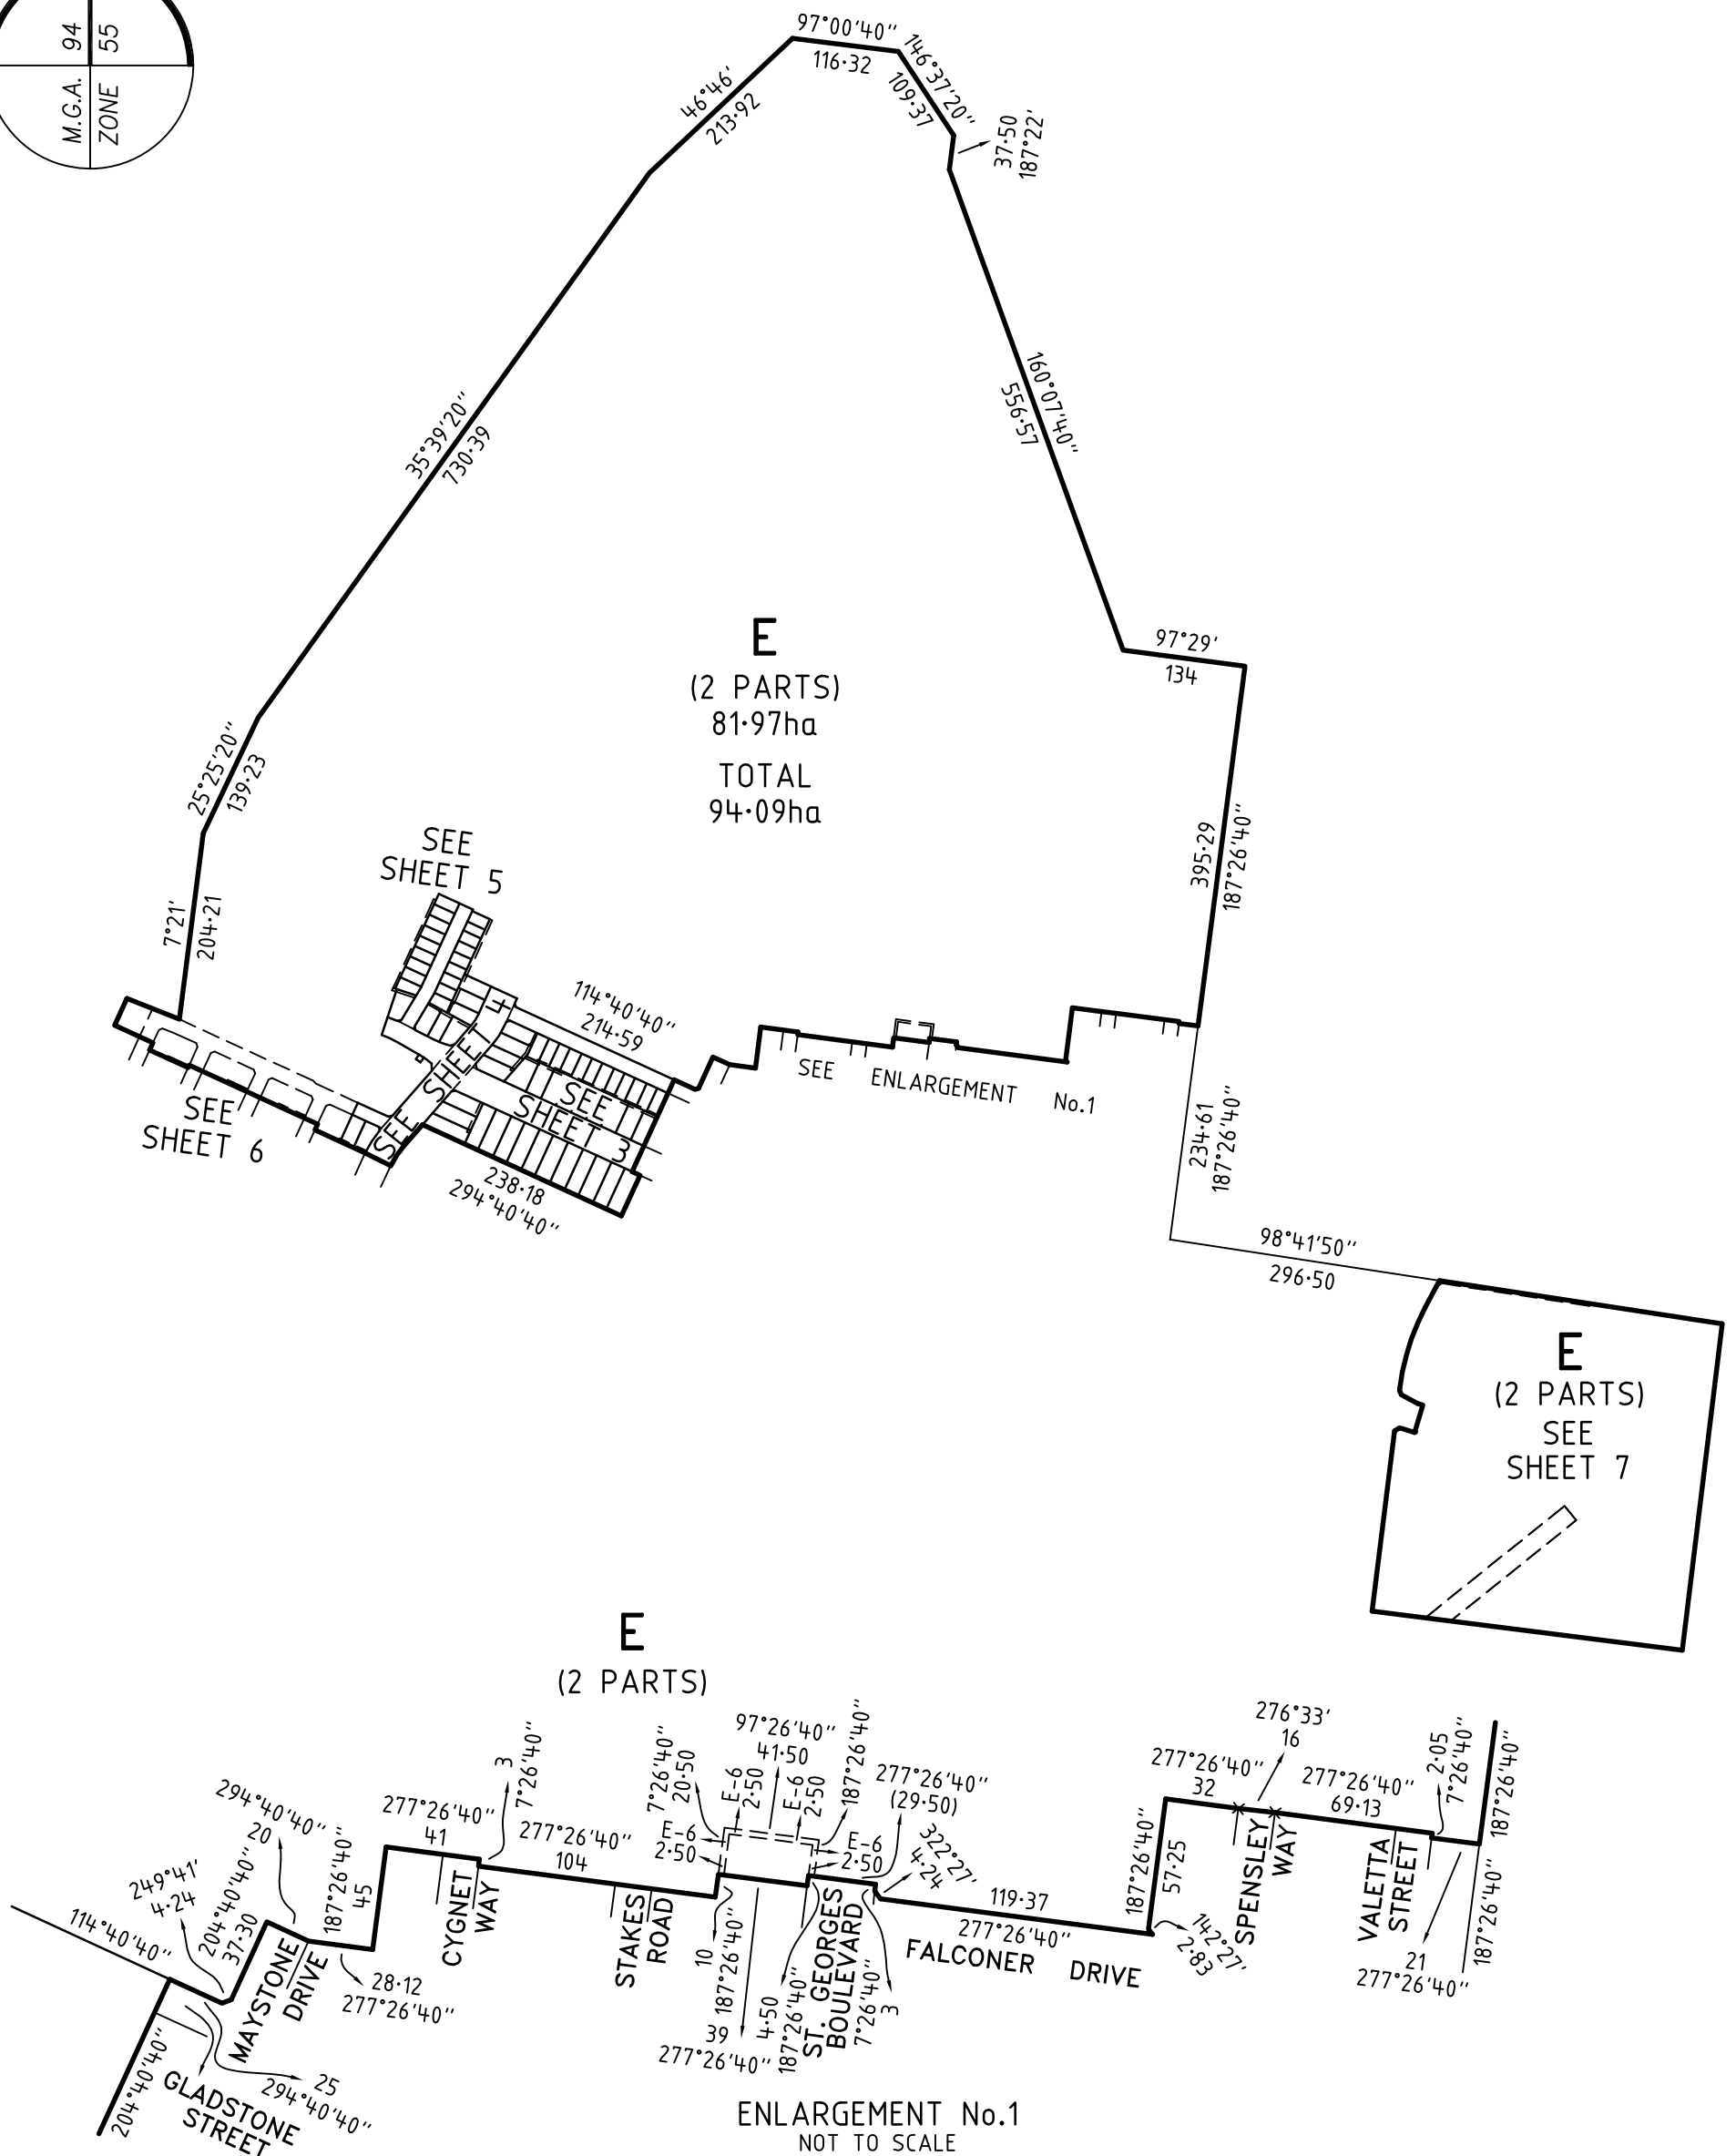 M.G.A. 94
ZONE 55
97°00'40"
116·32
146°37'20"
109·37
37·50
187°22'
46°46'
213·92
35°39'20"
730·39
160°07'40"
556·57
E
(2 PARTS)
81·97ha
TOTAL
94·09ha
97°29'
134
25°25'20"
139·23
395·29
187°26'40"
7°21'
204·21
SEE
SHEET 5
114°40'40"
214·59
SEE SHEET 4
SEE
SHEET 3
SEE
SHEET 6
238·18
294°40'40"
SEE ENLARGEMENT No.1
234·61
187°26'40"
98°41'50"
296·50
E
(2 PARTS)
SEE
SHEET 7
E
(2 PARTS)
294°40'40"
20
249°41'
4·24
204°40'40"
37·30
187°26'40"
45
277°26'40"
41
3
7°26'40"
277°26'40"
104
7°26'40"
20·50
E-6
2·50
97°26'40"
41·50
E-6
2·50
187°26'40"
E-6
2·50
E-6
2·50
277°26'40"
(29·50)
322°27'
4·24
119·37
277°26'40"
187°26'40"
57·25
277°26'40"
32
276°33'
16
277°26'40"
69·13
2·05
7°26'40"
187°26'40"
114°40'40"
MAYSTONE
DRIVE
28·12
277°26'40"
CYGNET
WAY
STAKES
ROAD
10
187°26'40"
39
277°26'40"
4·50
187°26'40"
ST. GEORGES
BOULEVARD
7°26'40"
3
FALCONER DRIVE
142°27'
2·83
SPENSLEY
WAY
VALETTA
STREET
21
277°26'40"
187°26'40"
204°40'40"
GLADSTONE
STREET
25
294°40'40"
ENLARGEMENT No.1
NOT TO SCALE